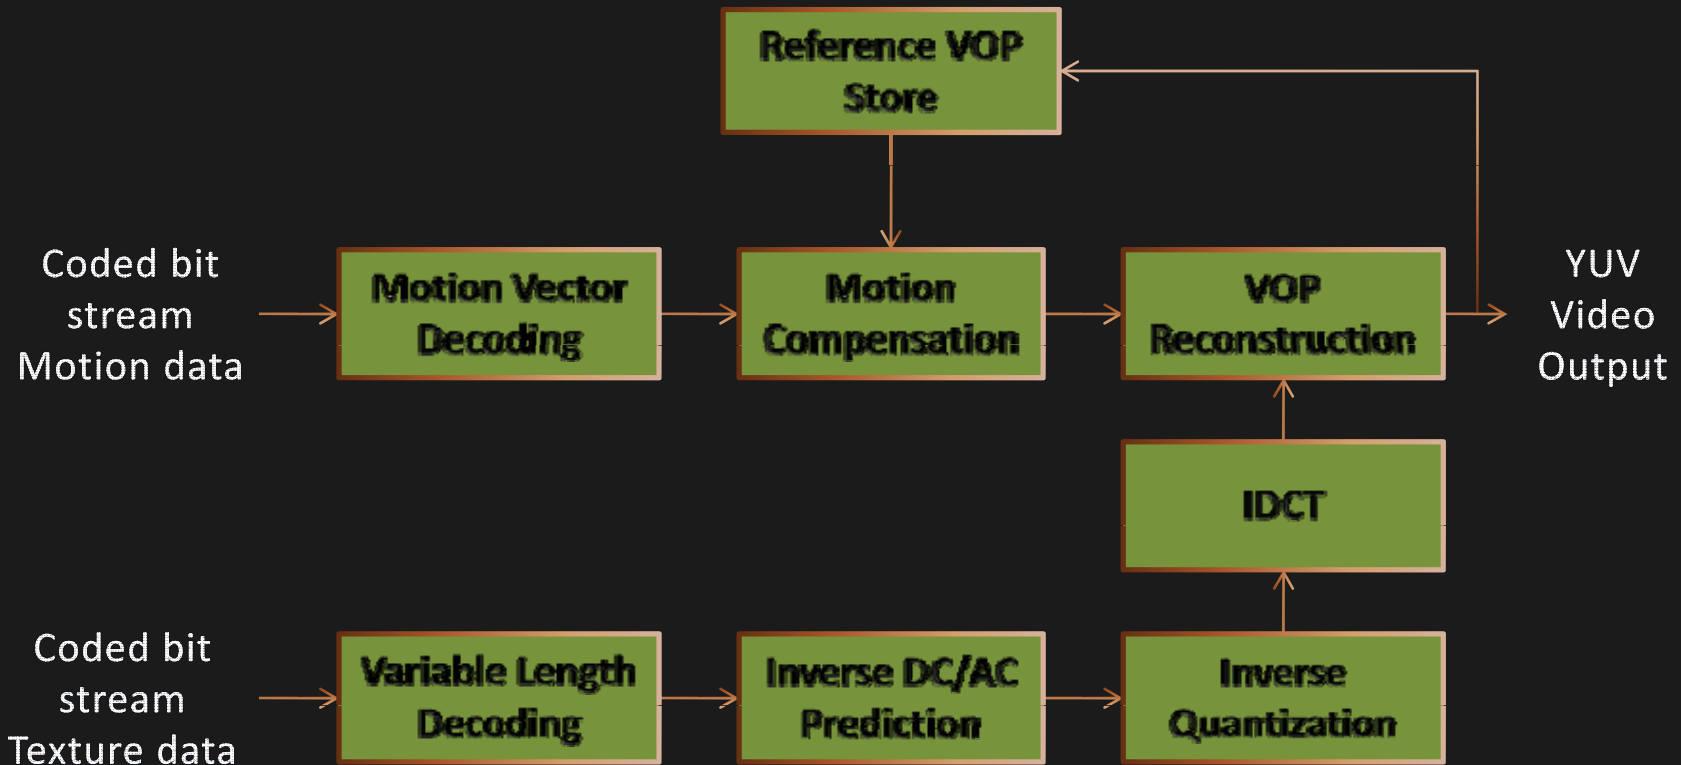 Reference VOP
Store
Coded bit
stream
Motion data
Motion Vector
Decoding
Motion
Compensation
VOP
Reconstruction
YUV
Video
Output
IDCT
Coded bit
stream
Texture data
Variable Length
Decoding
Inverse DC/AC
Prediction
Inverse
Quantization